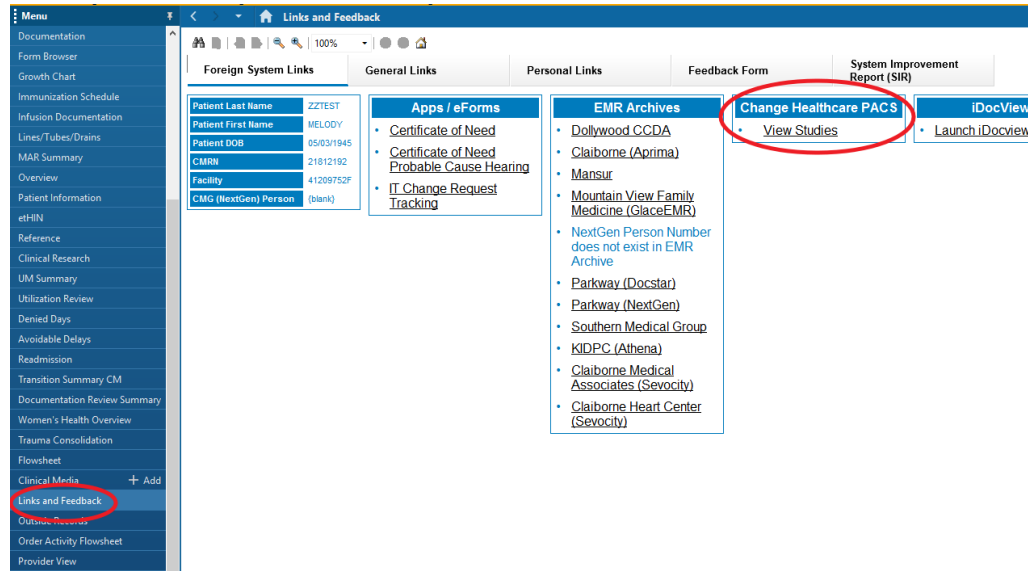 Menu
Documentation
Form Browser
Growth Chart
Immunization Schedule
Infusion Documentation
Lines/Tubes/Drains
MAR Summary
Overview
Patient Information
etHIN
Reference
Clinical Research
UM Summary
Utilization Review
Denied Days
Avoidable Delays
Readmission
Transition Summary CM
Documentation Review Summary
Women's Health Overview
Trauma Consolidation
Flowsheet
Clinical Media + Add
Links and Feedback
Outside Records
Order Activity Flowsheet
Provider View
Links and Feedback
100%
Foreign System Links
General Links
Personal Links
Feedback Form
System Improvement
Report (SIR)
Patient Last Name ZZTEST
Patient First Name MELODY
Patient DOB 05/03/1945
CMRN 21812192
Facility 41209752F
CMG (NextGen) Person {blank}
Apps / eForms
• Certificate of Need
• Certificate of Need
Probable Cause Hearing
• IT Change Request
Tracking
EMR Archives
• Dollywood CCDA
• Claiborne (Aprima)
• Mansur
• Mountain View Family
Medicine (GlaceEMR)
• NextGen Person Number
does not exist in EMR
Archive
• Parkway (Docstar)
• Parkway (NextGen)
• Southern Medical Group
• KIDPC (Athena)
• Claiborne Medical
Associates (Sevocity)
• Claiborne Heart Center
(Sevocity)
Change Healthcare PACS
• View Studies
iDocView
• Launch iDocview